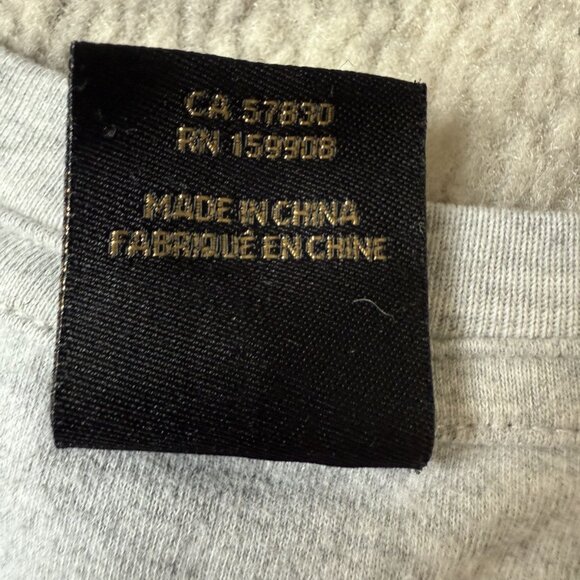 CA 57830
RN 159908
MADE IN CHINA
FABRIQUÉ EN CHINE